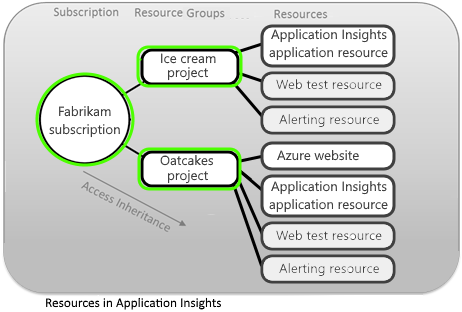 Subscription
Resource Groups
Resources
Application Insights
application resource
Ice cream
project
Web test resource
Alerting resource
Fabrikam
subscription
Oatcakes
project
Azure website
Application Insights
application resource
Web test resource
Alerting resource
Access Inheritance
Resources in Application Insights